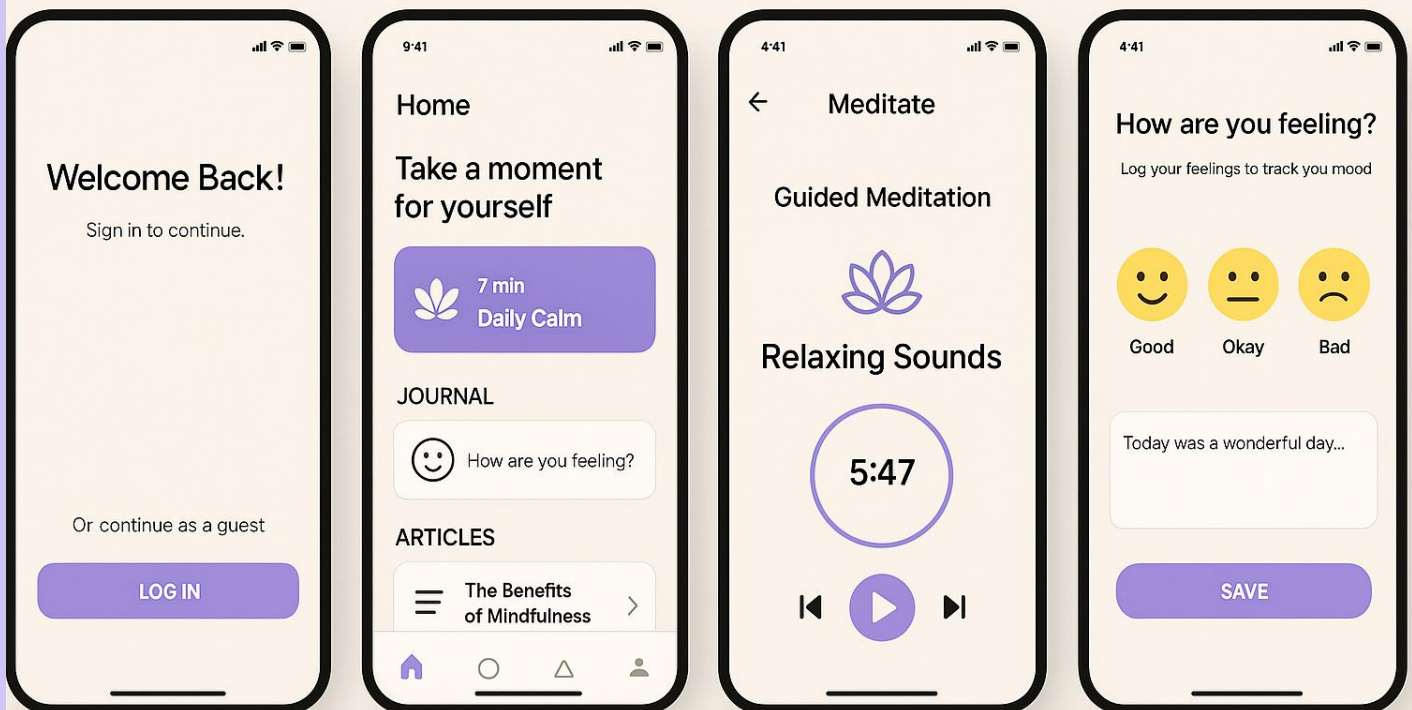 Welcome Back!
Sign in to continue.
Or continue as a guest
LOG IN
9:41
Home
Take a moment
for yourself
7 min
Daily Calm
JOURNAL
How are you feeling?
ARTICLES
The Benefits
of Mindfulness
4:41
Meditate
Guided Meditation
Relaxing Sounds
5:47
4:41
How are you feeling?
Log your feelings to track you mood
Good
Okay
Bad
Today was a wonderful day...
SAVE